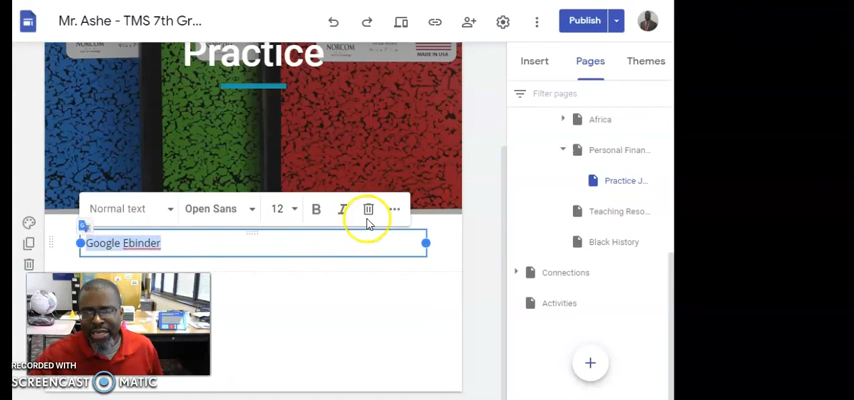 Mr. Ashe - TMS 7th Gr...
Publish
NORCOM
NORCOM
MADE IN USA
Practice
Insert
Pages
Themes
Filter pages
Africa
Personal Finan...
Practice J...
Teaching Reso...
Black History
Connections
Activities
Normal text
Open Sans
12
B
I
Google Ebinder
RECORDED WITH
SCREENCAST MATIC